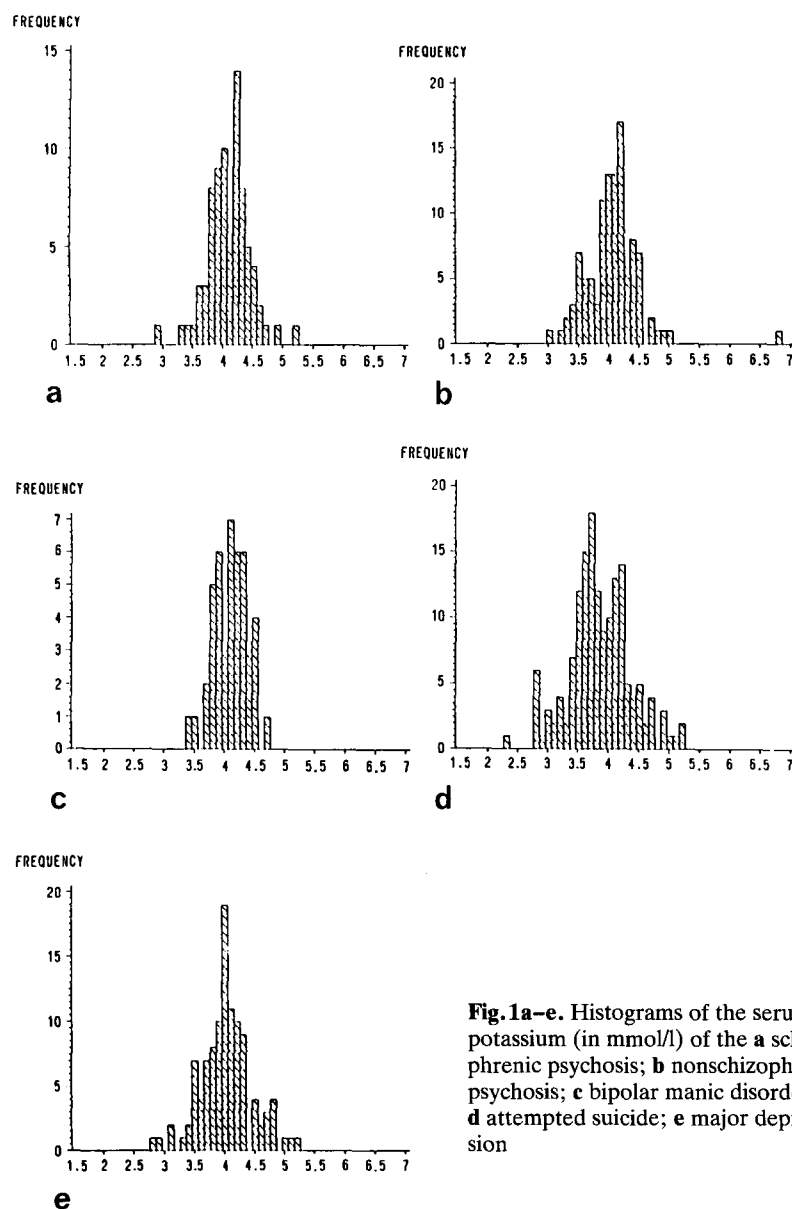 FREQUENCY
15
10
5
0
1.5 2 2.5 3 3.5 4 4.5 5 5.5 6 6.5 7
a
FREQUENCY
20
15
10
5
0
1.5 2 2.5 3 3.5 4 4.5 5 5.5 6 6.5 7
b
FREQUENCY
7
6
5
4
3
2
1
0
1.5 2 2.5 3 3.5 4 4.5 5 5.5 6 6.5 7
c
FREQUENCY
20
15
10
5
0
1.5 2 2.5 3 3.5 4 4.5 5 5.5 6 6.5 7
d
FREQUENCY
20
15
10
5
0
1.5 2 2.5 3 3.5 4 4.5 5 5.5 6 6.5 7
e
Fig. 1a–e. Histograms of the seru
potassium (in mmol/l) of the a sc
phrenic psychosis; b nonschizoph
psychosis; c bipolar manic disord
d attempted suicide; e major dep
sion